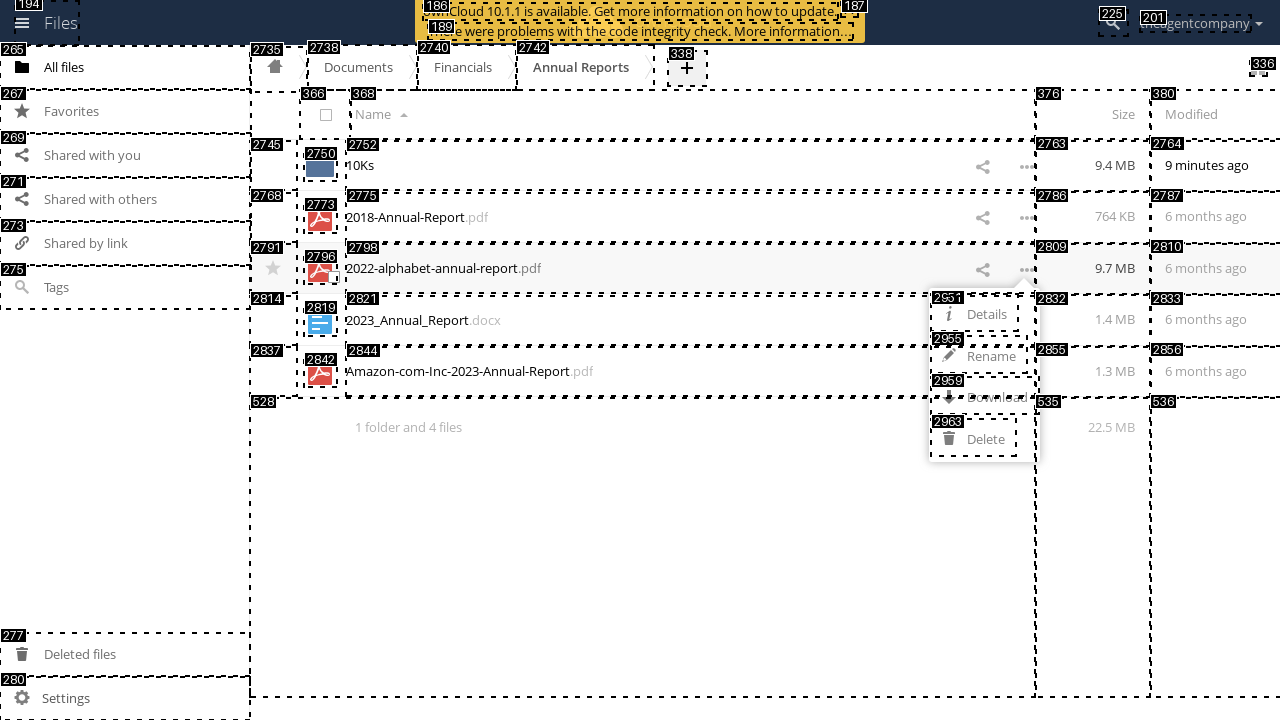 194
Files
186
ownCloud 10.1.1 is available. Get more information on how to update.
187
189
There were problems with the code integrity check. More information…
225
201
265
All files
267
Favorites
269
Shared with you
271
Shared with others
273
Shared by link
275
Tags
277
Deleted files
280
Settings
2735
2738
Documents
2740
Financials
2742
Annual Reports
338
+
336
366
368
Name
376
Size
380
Modified
2745
2750
2752
10Ks
2763
9.4 MB
2764
9 minutes ago
2768
2773
2775
2018-Annual-Report.pdf
2786
764 KB
2787
6 months ago
2791
2796
2798
2022-alphabet-annual-report.pdf
2809
9.7 MB
2810
6 months ago
2814
2819
2821
2023_Annual_Report.docx
2832
1.4 MB
2833
6 months ago
2837
2842
2844
Amazon-com-Inc-2023-Annual-Report.pdf
2855
1.3 MB
2856
6 months ago
2951
Details
2955
Rename
2959
Download
2963
Delete
528
1 folder and 4 files
535
22.5 MB
536